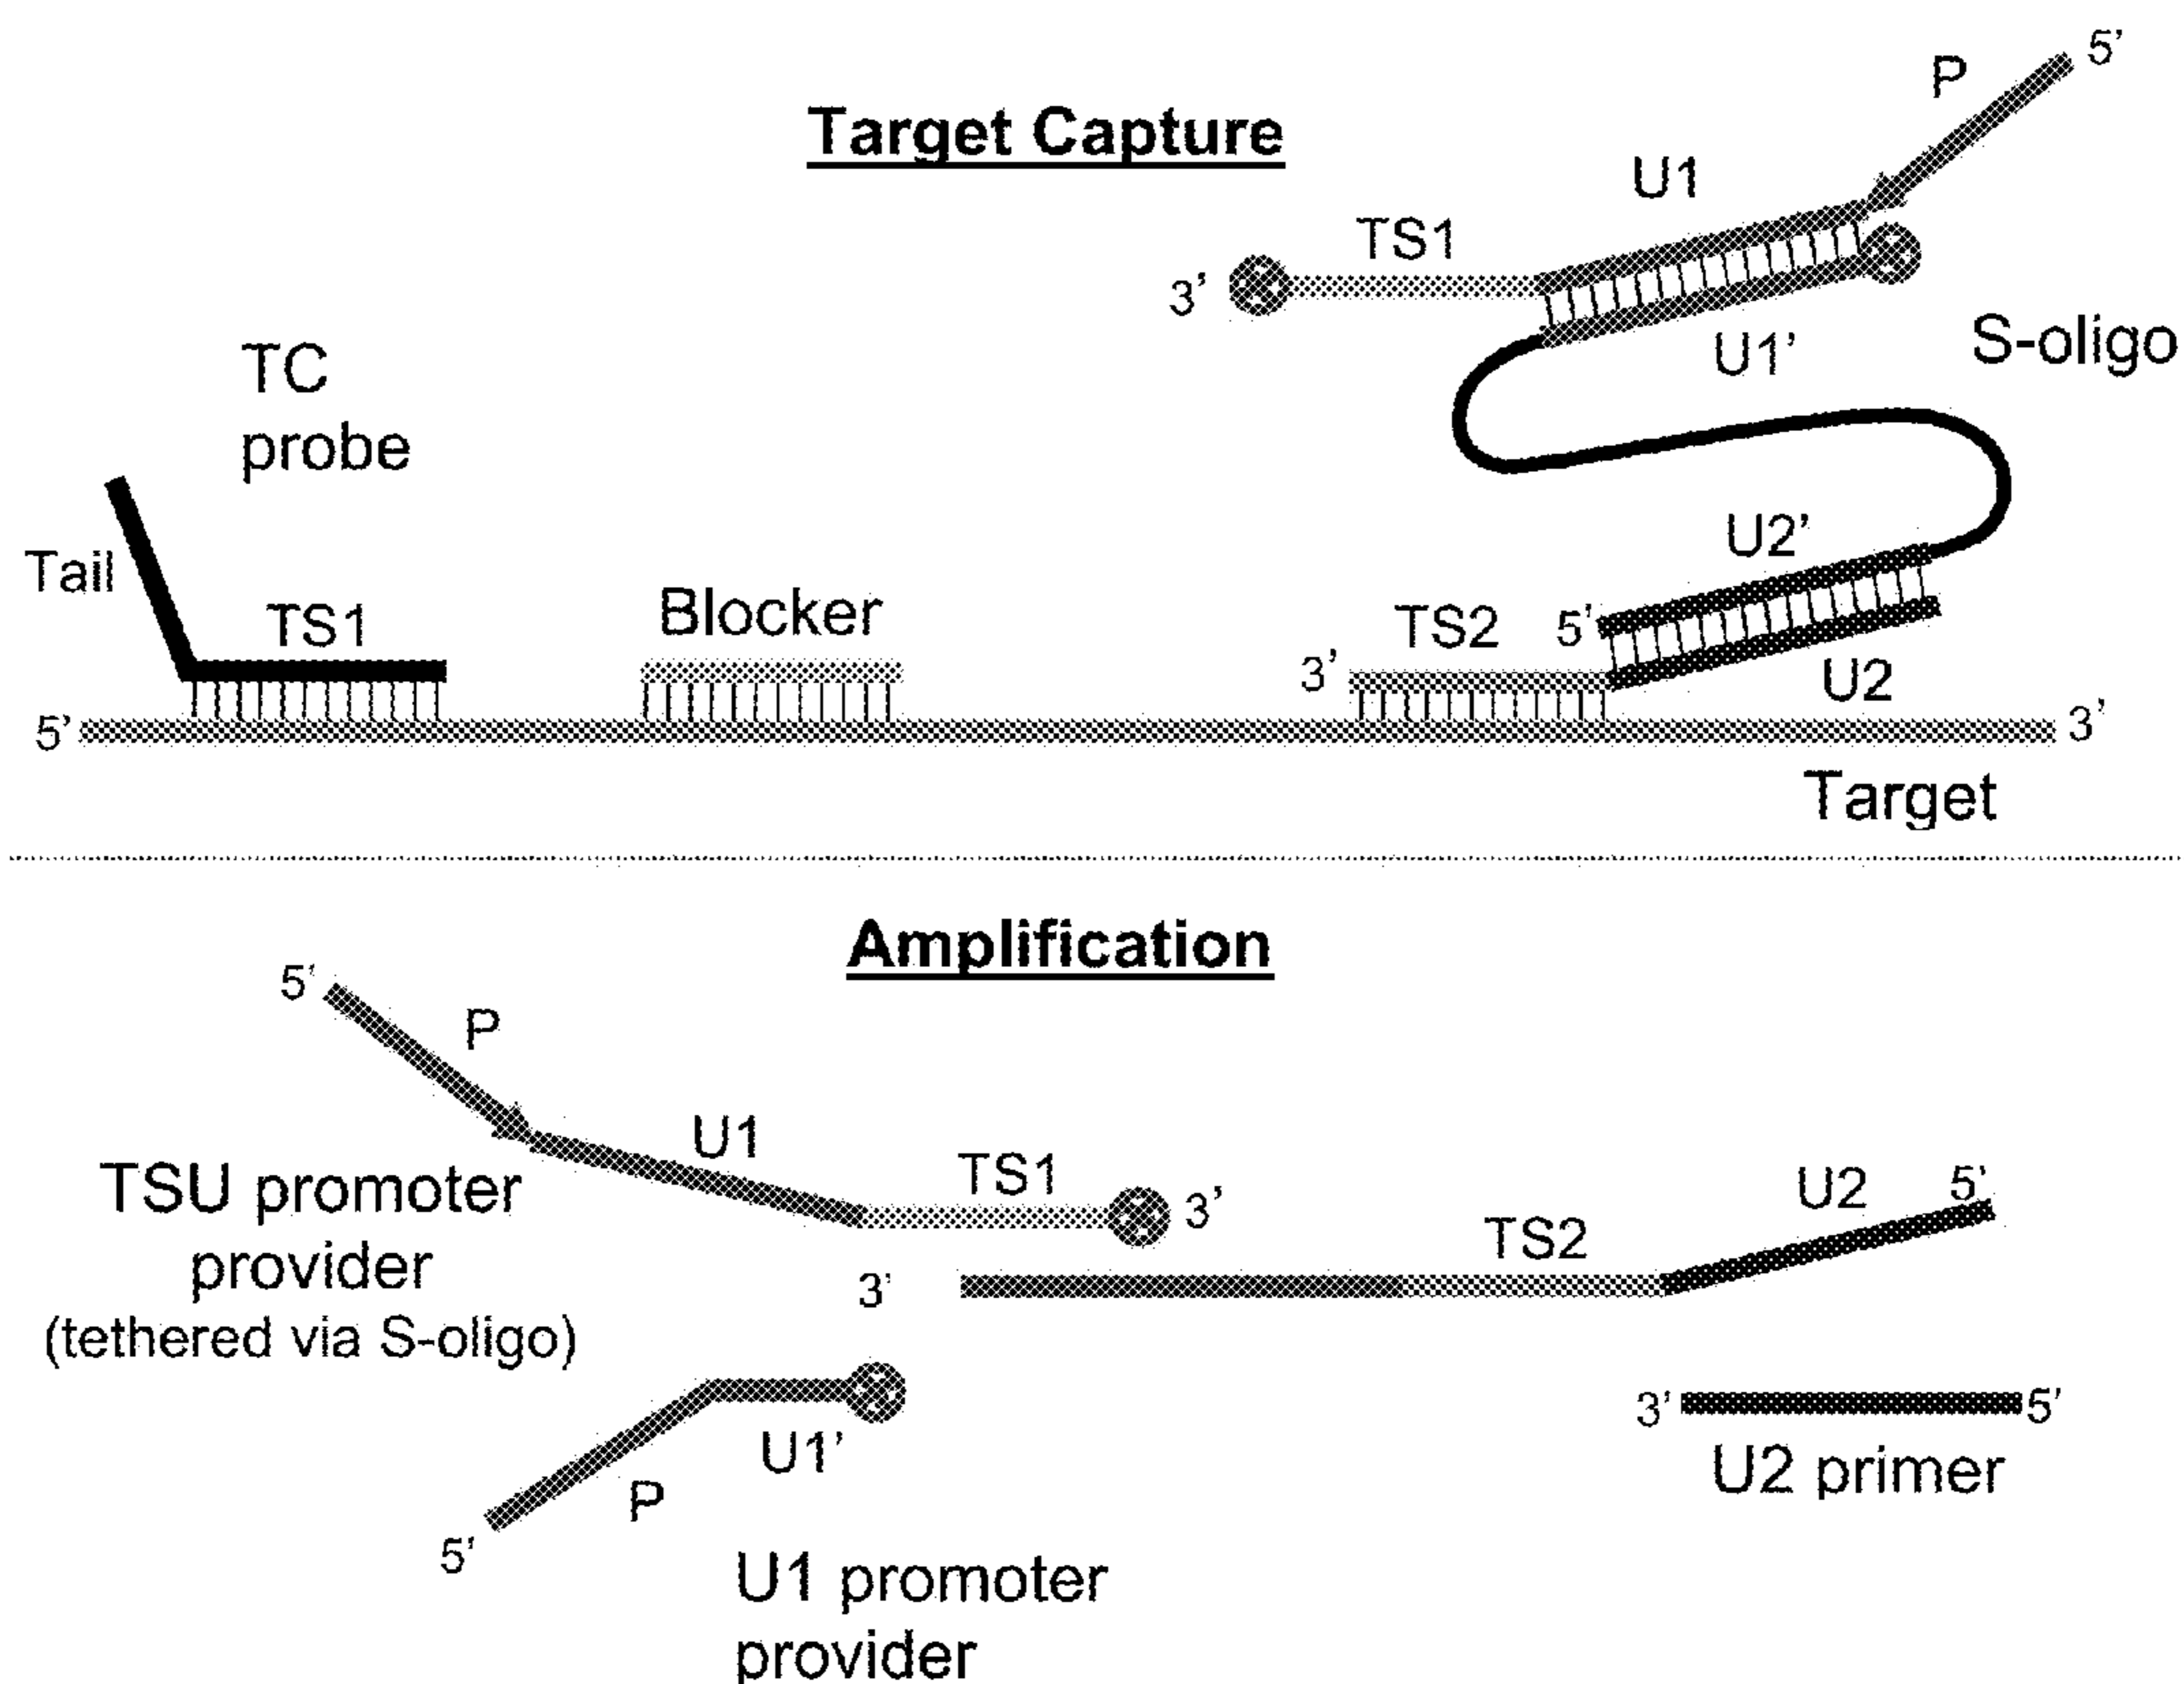 Target Capture
5’
P
U1
TS1
3’
U1’
S-oligo
TC
probe
Tail
TS1
Blocker
U2’
TS2
5’
3’
U2
5’
3’
Target
Amplification
5’
P
U1
TS1
3’
TSU promoter
provider
(tethered via S-oligo)
U2
5’
TS2
3’
U1’
P
5’
U1 promoter
provider
3’
5’
U2 primer